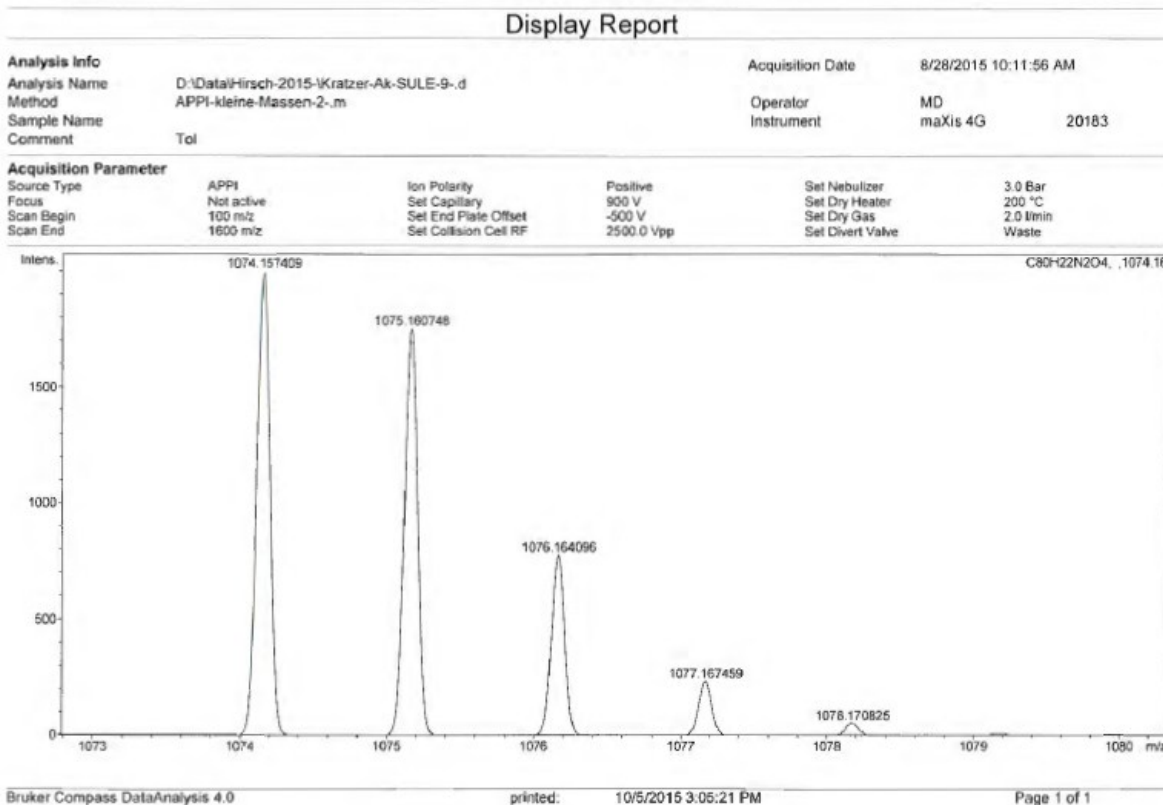 Display Report
Analysis Info
Acquisition Date 8/28/2015 10:11:56 AM
Analysis Name D:\Data\Hirsch-2015-\Kratzer-Ak-SULE-9-.d
Method APPI-kleine-Massen-2-.m
Operator MD
Sample Name
Instrument maXis 4G 20183
Comment Tol
Acquisition Parameter
Source Type APPI Ion Polarity Positive Set Nebulizer 3.0 Bar
Focus Not active Set Capillary 900 V Set Dry Heater 200 °C
Scan Begin 100 m/z Set End Plate Offset -500 V Set Dry Gas 2.0 l/min
Scan End 1600 m/z Set Collision Cell RF 2500.0 Vpp Set Divert Valve Waste
Intens.
1074.157409
C80H22N2O4, ,1074.16
1075.160748
1500
1000
1076.164096
500
1077.167459
1078.170825
0
1073 1074 1075 1076 1077 1078 1079 1080 m/z
Bruker Compass DataAnalysis 4.0 printed: 10/5/2015 3:05:21 PM Page 1 of 1